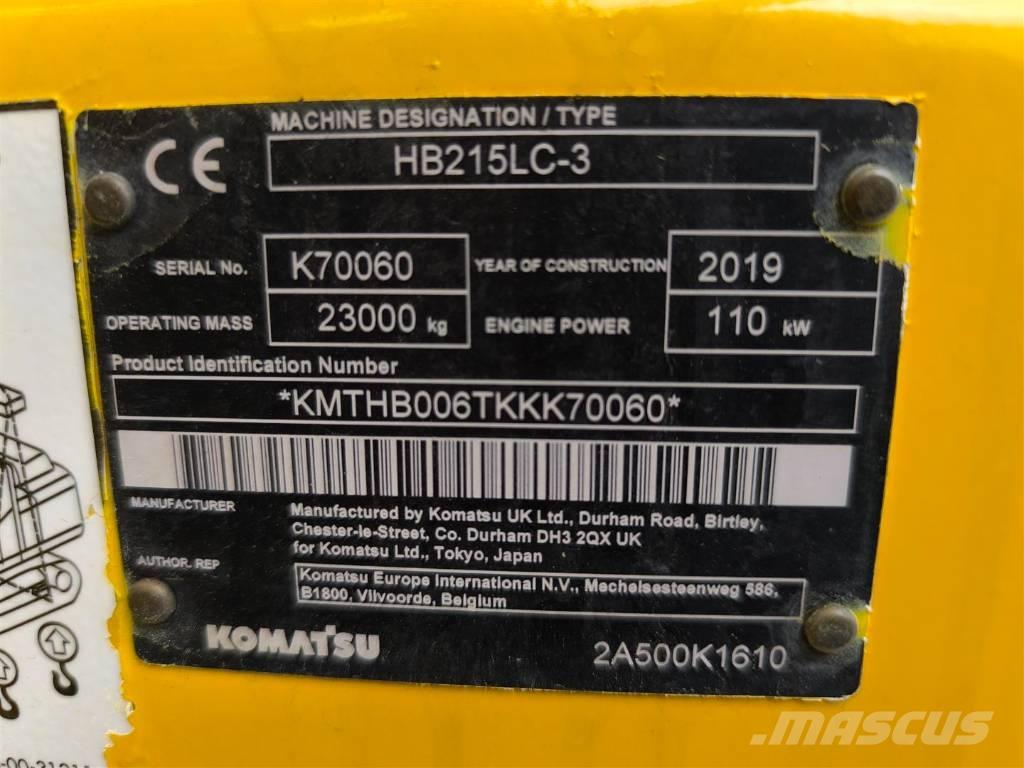 MACHINE DESIGNATION / TYPE
CE HB215LC-3
SERIAL No. K70060 YEAR OF CONSTRUCTION 2019
OPERATING MASS 23000 kg ENGINE POWER 110 kW
Product Identification Number
*KMTHB006TKKK70060*
MANUFACTURER Manufactured by Komatsu UK Ltd., Durham Road, Birtley,
Chester-le-Street, Co. Durham DH3 2QX UK
for Komatsu Ltd., Tokyo, Japan
AUTHOR. REP Komatsu Europe International N.V., Mechelsesteenweg 586,
B1800, Vilvoorde, Belgium
KOMATSU 2A500K1610
MASCUS